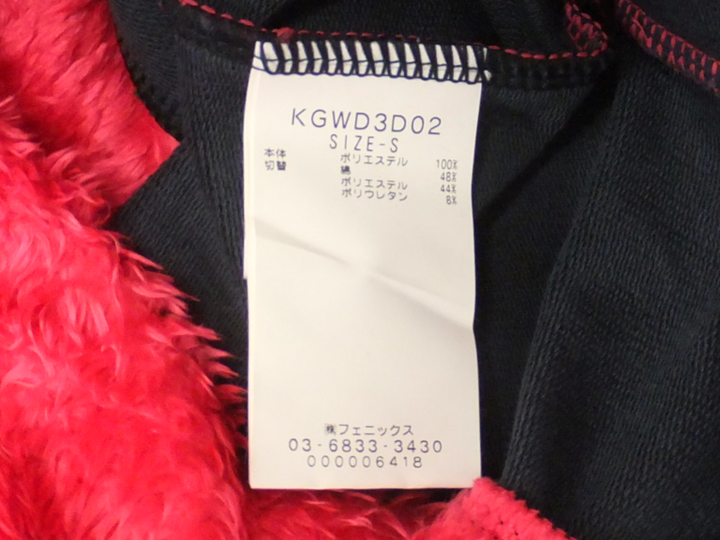 KGWD3D02
SIZE-S
本体 ポリエステル 100%
切替 綿 48%
ポリエステル 44%
ポリウレタン 8%
㈱フェニックス
03-6833-3430
000006418